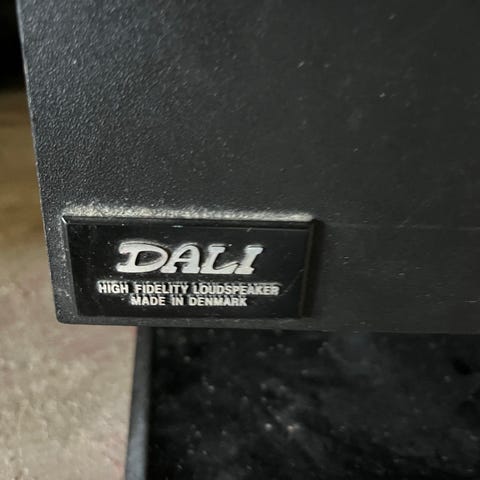 DALI
HIGH FIDELITY LOUDSPEAKER
MADE IN DENMARK